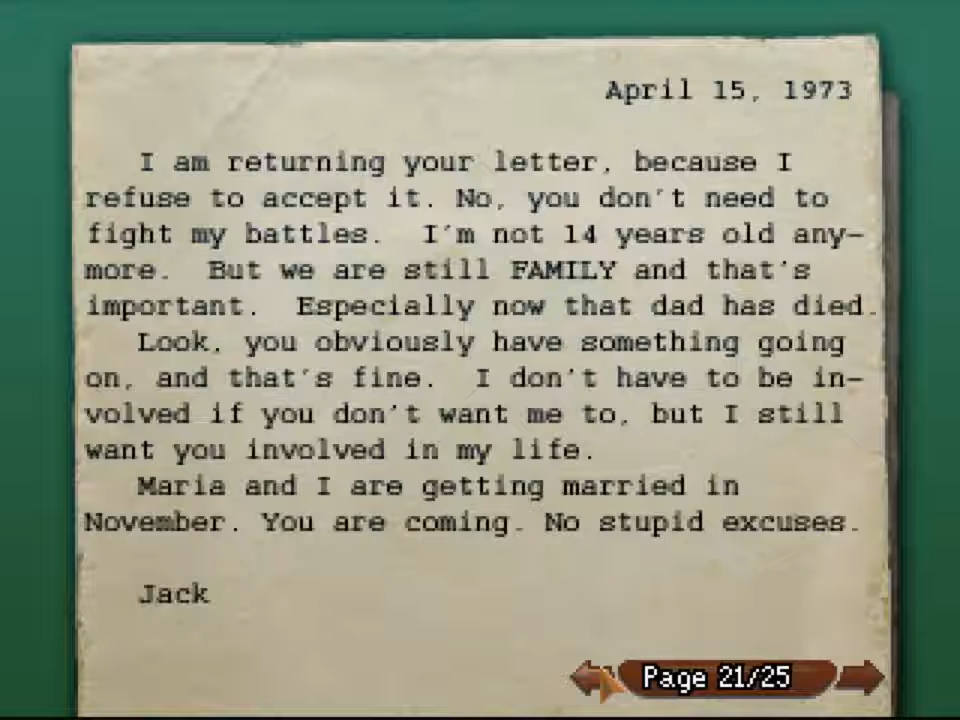 April 15, 1973
I am returning your letter, because I
refuse to accept it. No, you don't need to
fight my battles.  I'm not 14 years old any-
more.  But we are still FAMILY and that's
important.  Especially now that dad has died.
Look, you obviously have something going
on, and that's fine.  I don't have to be in-
volved if you don't want me to, but I still
want you involved in my life.
Maria and I are getting married in
November. You are coming. No stupid excuses.
Jack
Page 21/25